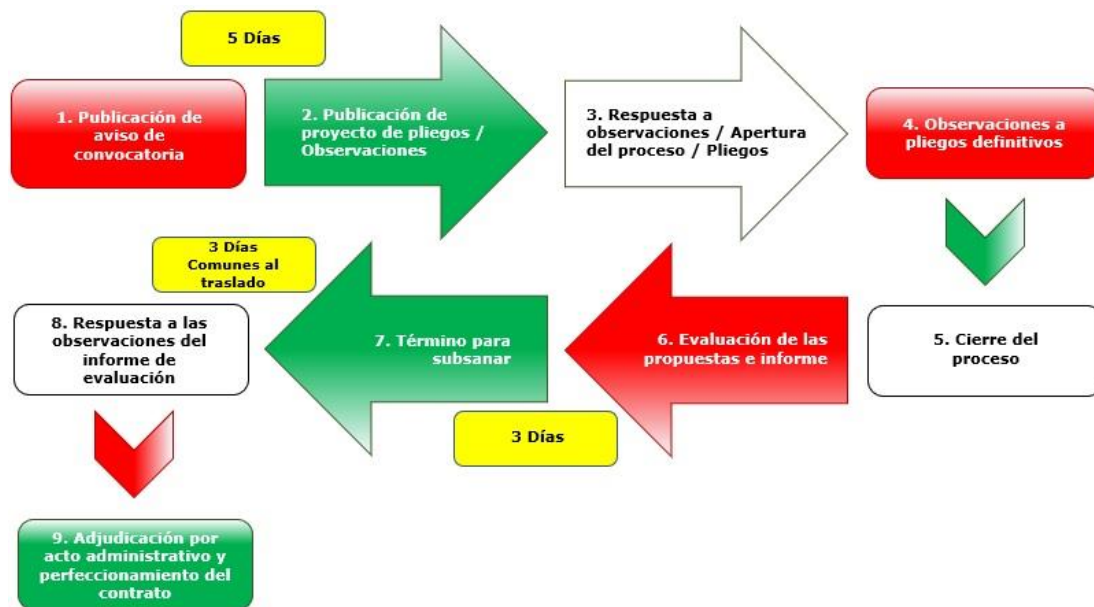 5 Días
1. Publicación de
aviso de
convocatoria
2. Publicación de
proyecto de pliegos /
Observaciones
3. Respuesta a
observaciones / Apertura
del proceso / Pliegos
4. Observaciones a
pliegos definitivos
5. Cierre del
proceso
6. Evaluación de las
propuestas e informe
3 Días
7. Término para
subsanar
3 Días
Comunes al
traslado
8. Respuesta a las
observaciones del
informe de
evaluación
9. Adjudicación por
acto administrativo y
perfeccionamiento del
contrato